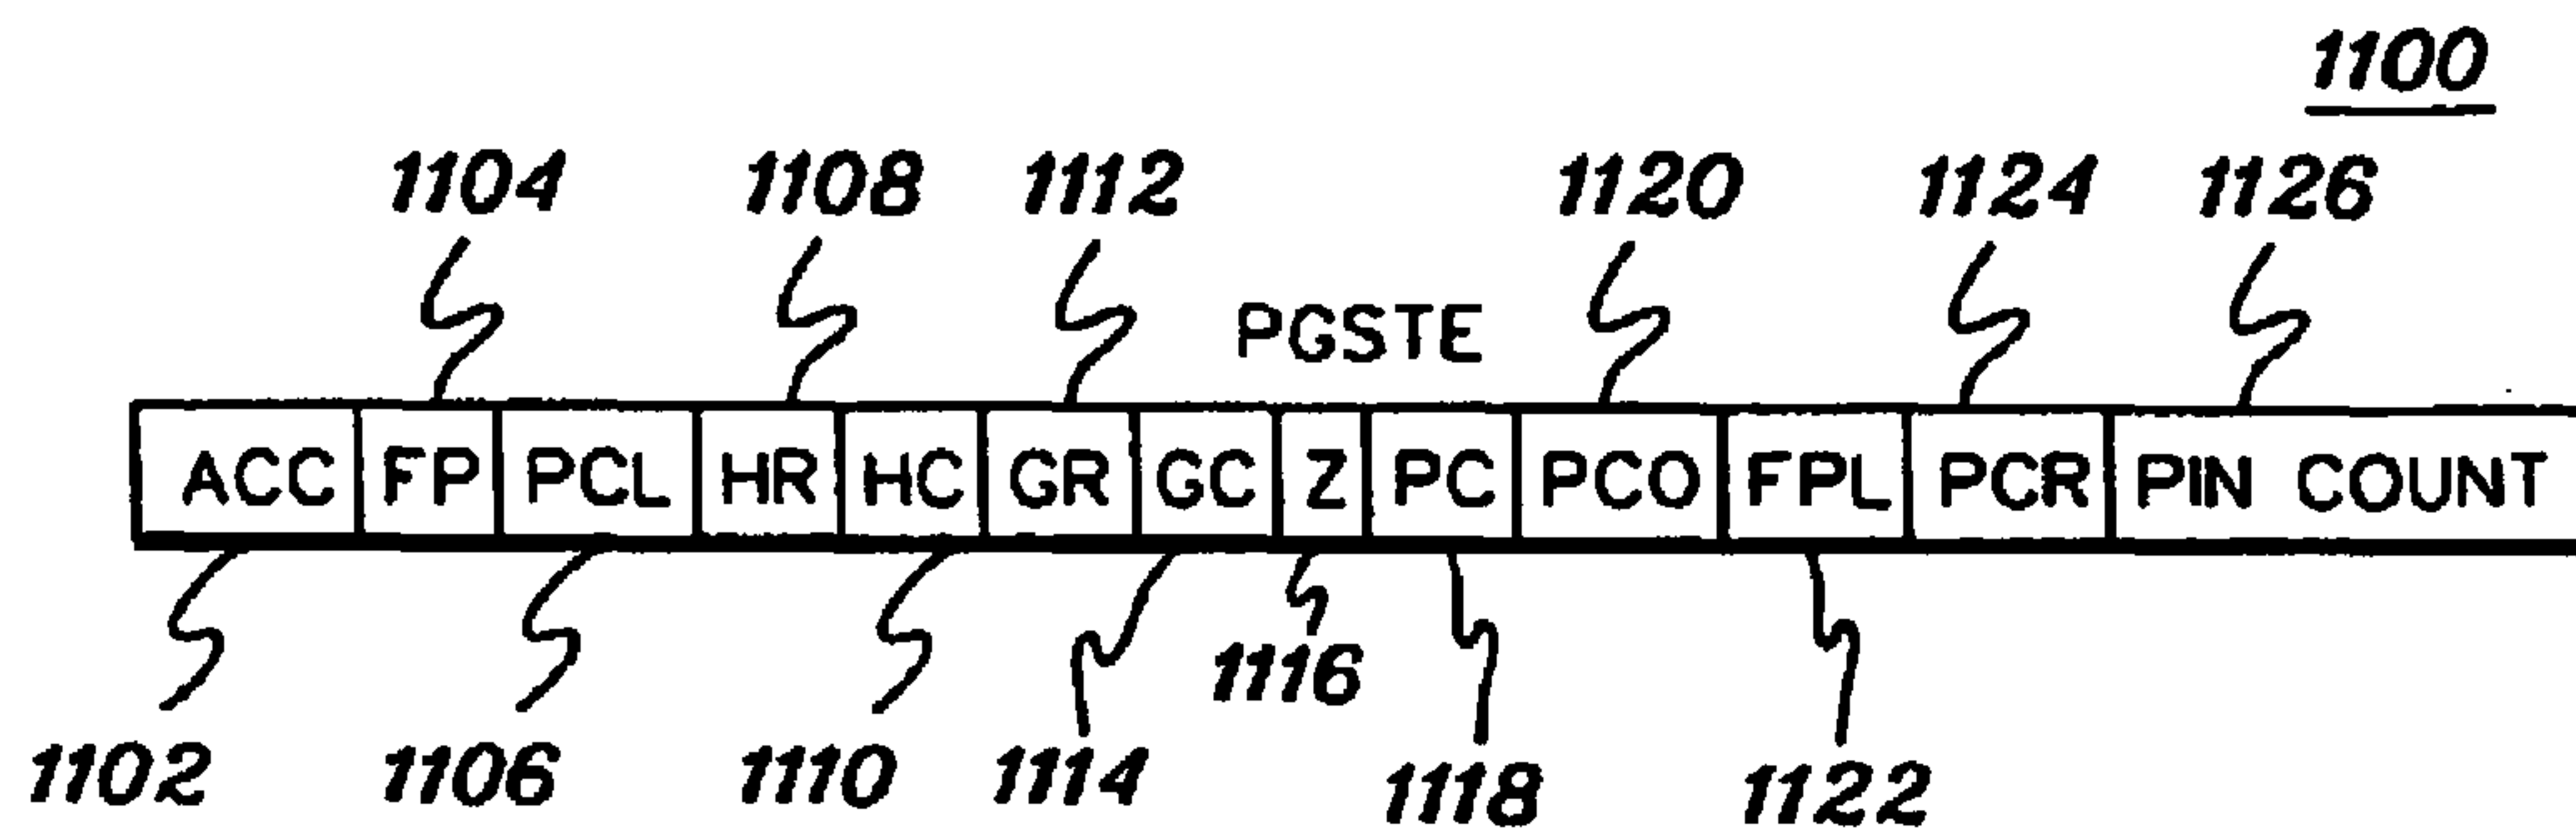 1100
1104 1108 1112 1120 1124 1126
PGSTE
ACC FP PCL HR HC GR GC Z PC PCO FPL PCR PIN COUNT
1116
1102 1106 1110 1114 1118 1122